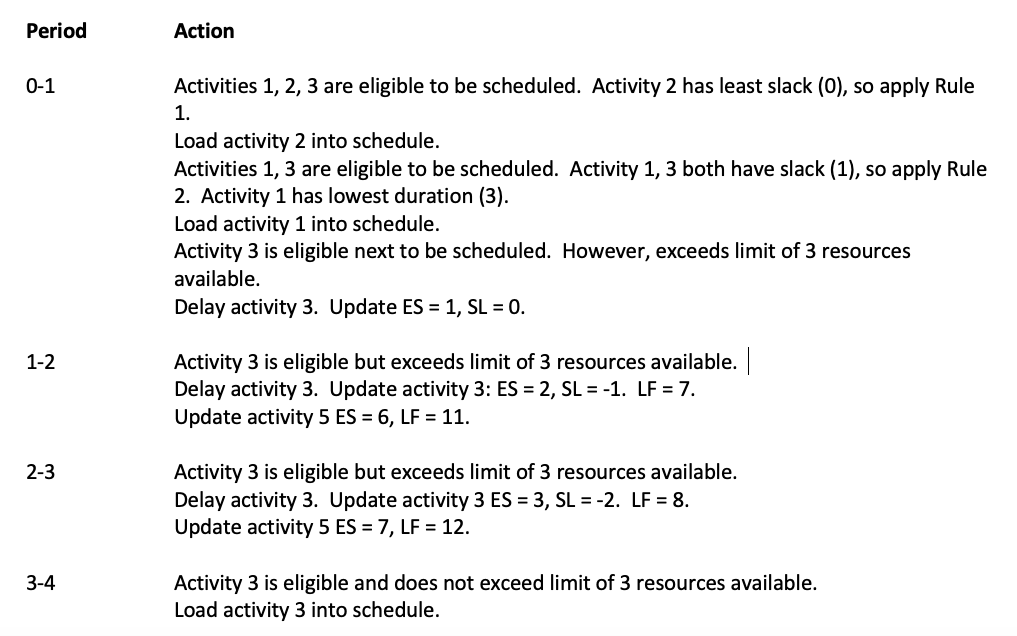 Period Action
0-1 Activities 1, 2, 3 are eligible to be scheduled. Activity 2 has least slack (0), so apply Rule
1.
Load activity 2 into schedule.
Activities 1, 3 are eligible to be scheduled. Activity 1, 3 both have slack (1), so apply Rule
2. Activity 1 has lowest duration (3).
Load activity 1 into schedule.
Activity 3 is eligible next to be scheduled. However, exceeds limit of 3 resources
available.
Delay activity 3. Update ES = 1, SL = 0.
1-2 Activity 3 is eligible but exceeds limit of 3 resources available.
Delay activity 3. Update activity 3: ES = 2, SL = -1. LF = 7.
Update activity 5 ES = 6, LF = 11.
2-3 Activity 3 is eligible but exceeds limit of 3 resources available.
Delay activity 3. Update activity 3 ES = 3, SL = -2. LF = 8.
Update activity 5 ES = 7, LF = 12.
3-4 Activity 3 is eligible and does not exceed limit of 3 resources available.
Load activity 3 into schedule.